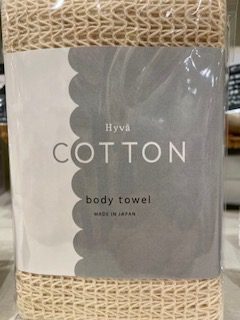 Hyvä
COTTON
body towel
MADE IN JAPAN